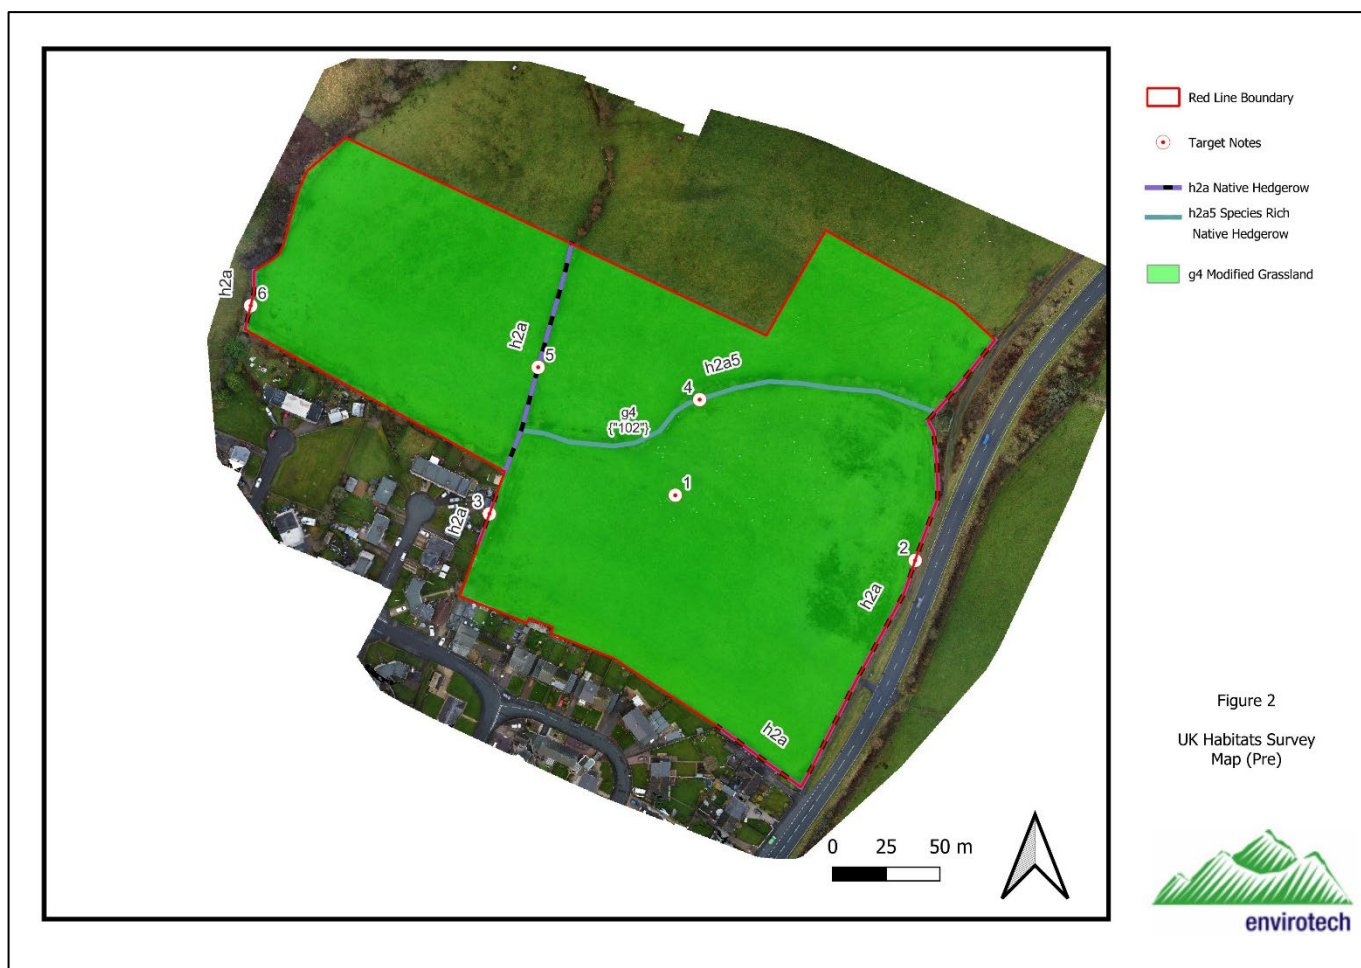 Red Line Boundary
Target Notes
h2a Native Hedgerow
h2a5 Species Rich
Native Hedgerow
g4 Modified Grassland
h2a
6
h2a
5
h2a5
4
g4
{"102"}
1
3
h2a
2
h2a
h2a
0 25 50 m
Figure 2
UK Habitats Survey
Map (Pre)
envirotech